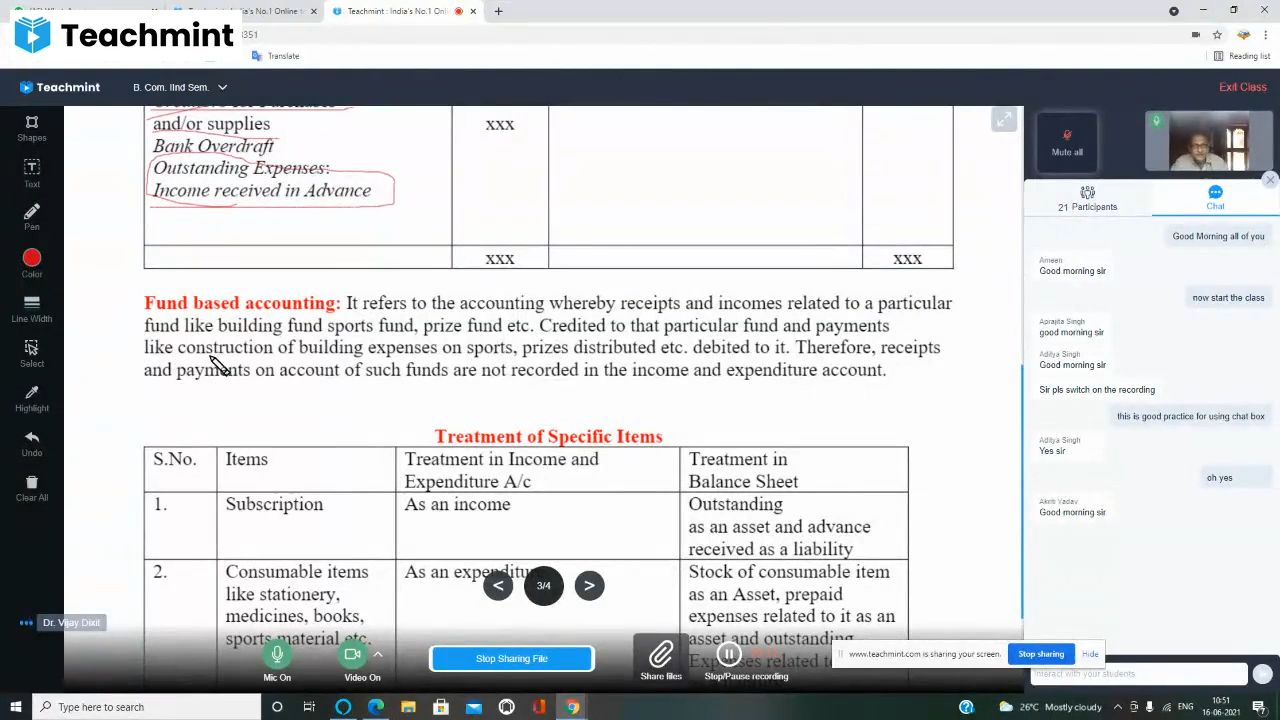 Teachmint : India's No.1 Onl
Teachmint
351
Translate
Reading list
Teachmint
B. Com. IInd Sem.
Exit Class
Shapes
Text
Pen
Color
Line Width
Select
Highlight
Undo
Clear All
and/or supplies
xxx
Bank Overdraft
Outstanding Expenses:
Income received in Advance
xxx
xxx
Fund based accounting: It refers to the accounting whereby receipts and incomes related to a particular
fund like building fund sports fund, prize fund etc. Credited to that particular fund and payments
like construction of building expenses on sports, prizes distributed etc. debited to it. Therefore, receipts
and payments on account of such funds are not recorded in the income and expenditure account.
Treatment of Specific Items
S.No.
Items
Treatment in Income and
Expenditure A/c
Treatment in
Balance Sheet
1.
Subscription
As an income
Outstanding
as an asset and advance
received as a liability
2.
Consumable items
like stationery,
medicines, books,
sports material etc.
As an expenditure
Stock of consumable item
as an Asset, prepaid
expenses related to it as an
asset and outstanding
Expenses related to
3/4
Dr. Vijay Dixit
Mic On
Video On
Stop Sharing File
Share files
Stop/Pause recording
www.teachmint.com is sharing your screen.
Stop sharing
Hide
Mute all
21 Participants
Chat
Good Morning all of you
Ameen
Good morning sir
now start the class
Aprajita Singh
good morning sir
Aditya Singh
Good morning sir
Sir pls switch on the recording
this is good practice for using chat box
Aditya Singh
Yes sir
oh yes
Akriti Yadav
Good morning sir
Interact with your students.
Type here to search
26°C Mostly cloudy
ENG
10:51
16-06-2021